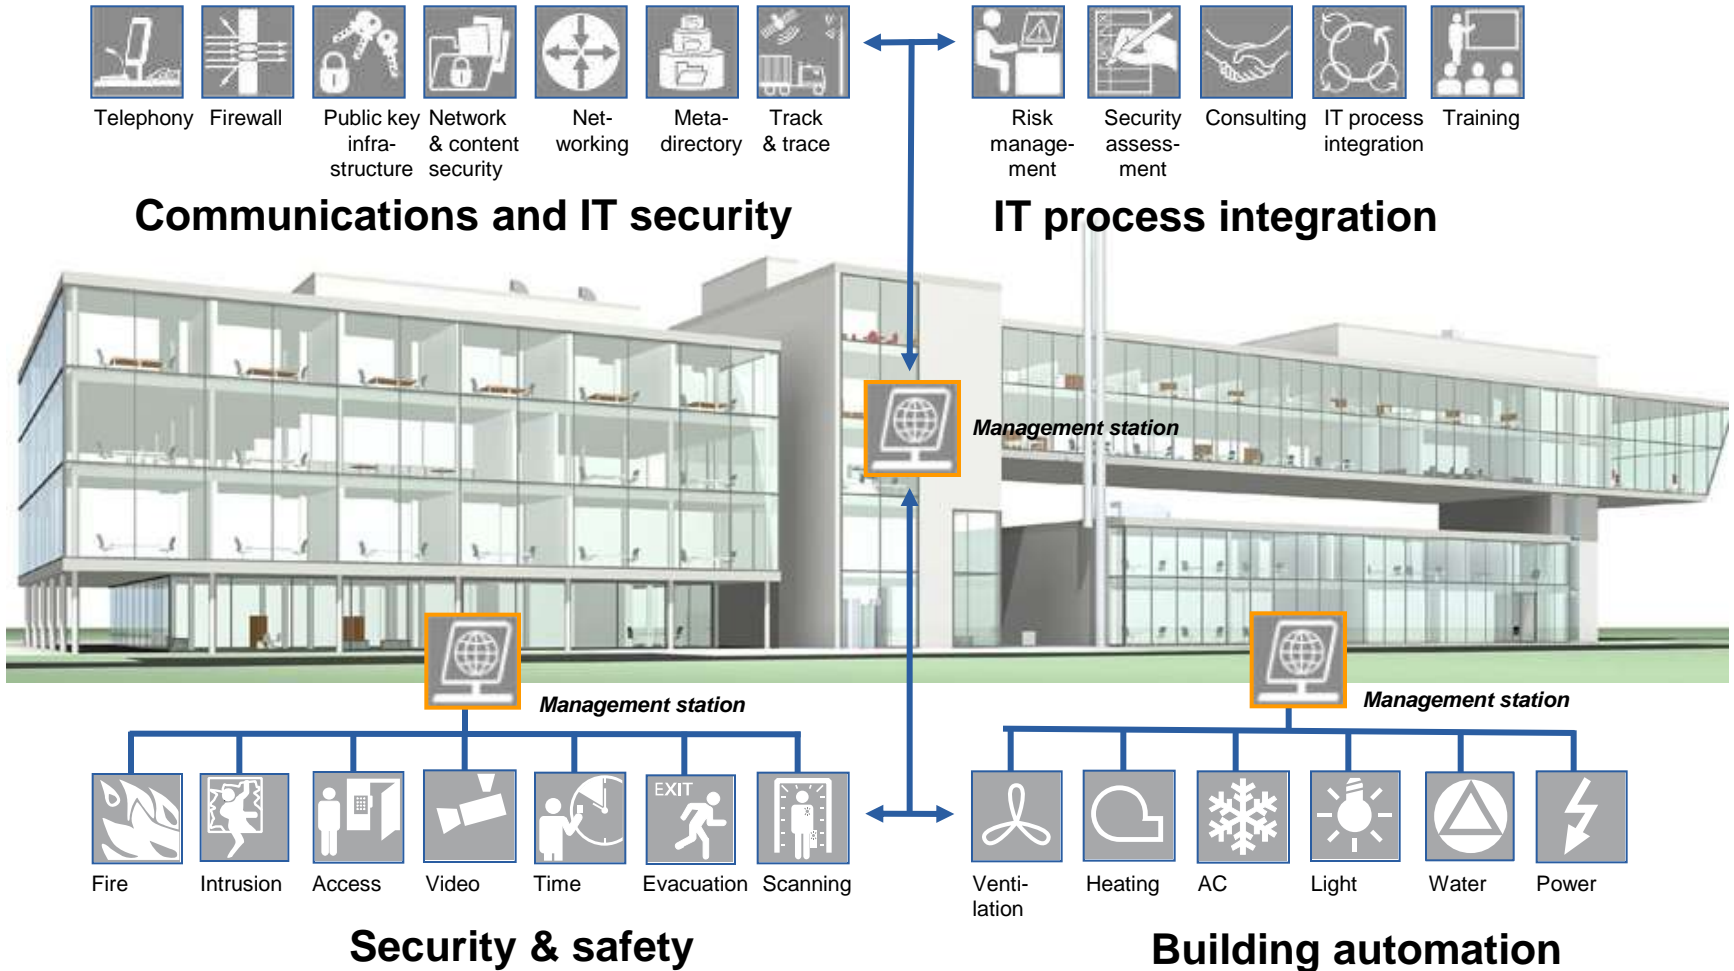 Telephony
Firewall
Public key
infra-
structure
Network
& content
security
Net-
working
Meta-
directory
Track
& trace
Risk
manage-
ment
Security
assess-
ment
Consulting
IT process
integration
Training
Communications and IT security
IT process integration
Management station
Management station
Management station
EXIT
Fire
Intrusion
Access
Video
Time
Evacuation
Scanning
Venti-
lation
Heating
AC
Light
Water
Power
Security & safety
Building automation